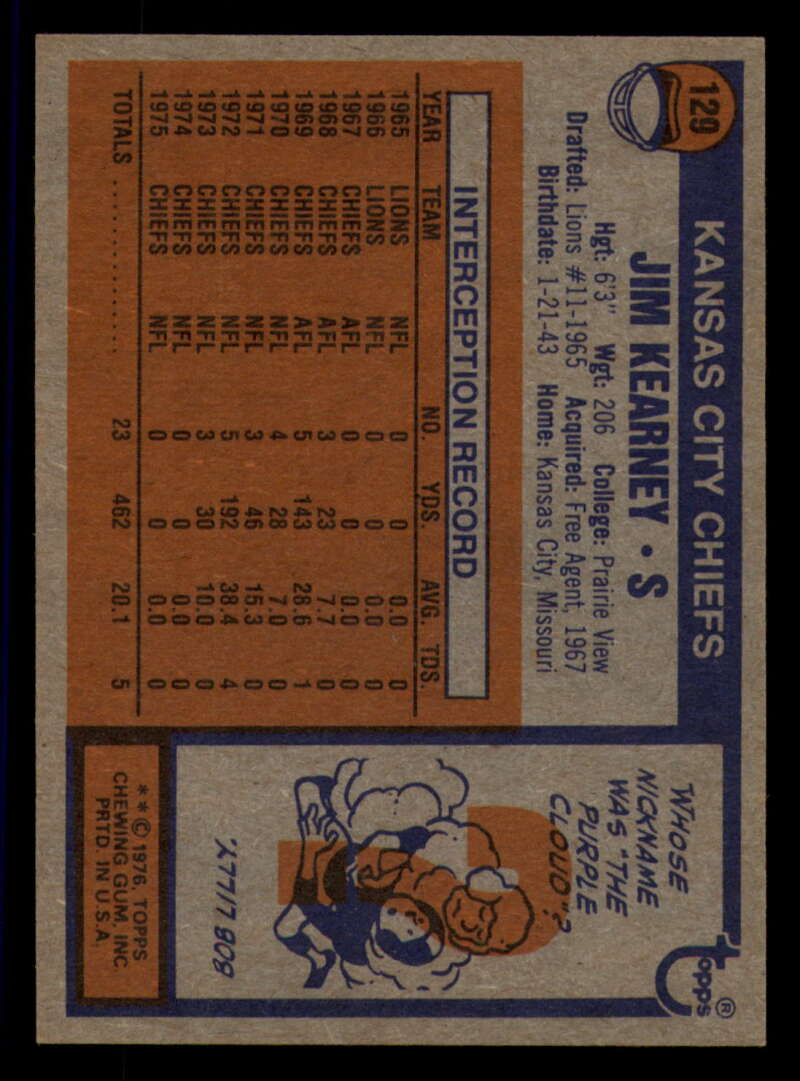 129
KANSAS CITY CHIEFS
JIM KEARNEY • S
Hgt: 6'3" Wgt: 206 College: Prairie View
Drafted: Lions #11-1965 Acquired: Free Agent, 1967
Birthdate: 1-21-43 Home: Kansas City, Missouri
INTERCEPTION RECORD
YEAR TEAM NO. YDS. AVG. TDS.
1965 LIONS NFL 0 0 0.0 0
1966 LIONS NFL 0 0 0.0 0
1967 CHIEFS AFL 0 0 0.0 0
1968 CHIEFS AFL 3 23 7.7 0
1969 CHIEFS AFL 5 143 28.6 1
1970 CHIEFS NFL 4 28 7.0 0
1971 CHIEFS NFL 3 46 15.3 0
1972 CHIEFS NFL 5 192 38.4 4
1973 CHIEFS NFL 3 30 10.0 0
1974 CHIEFS NFL 0 0 0.0 0
1975 CHIEFS NFL 0 0 0.0 0
TOTALS .................... 23 462 20.1 5
topps®
WHOSE
NICKNAME
WAS "THE
PURPLE
CLOUD"?
BOB LILLY.
**© 1976, TOPPS
CHEWING GUM, INC
PRTD. IN U.S.A.